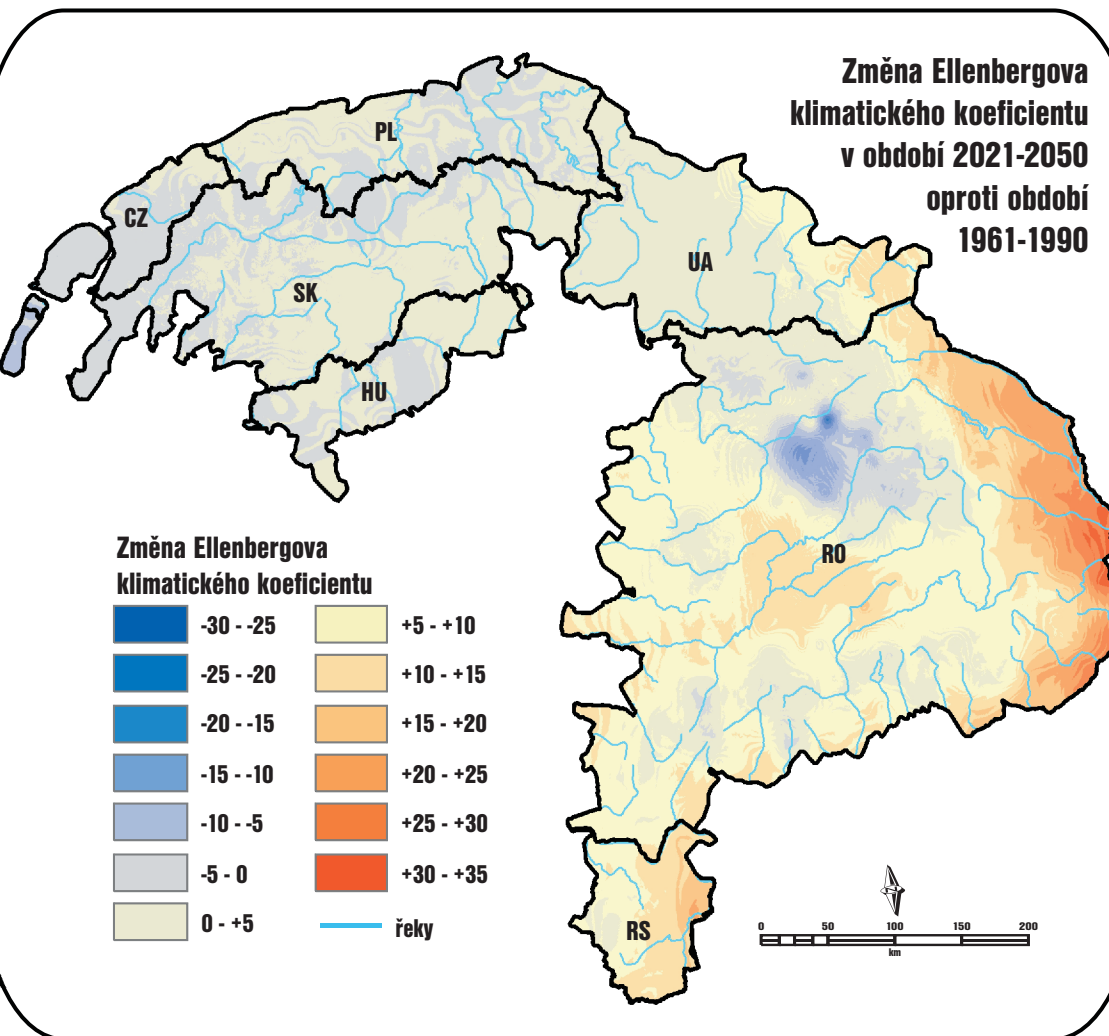 Změna Ellenbergova
klimatického koeficientu
v období 2021-2050
oproti období
1961-1990
PL
CZ
UA
SK
HU
RO
RS
Změna Ellenbergova
klimatického koeficientu
-30 - -25
-25 - -20
-20 - -15
-15 - -10
-10 - -5
-5 - 0
0 - +5
+5 - +10
+10 - +15
+15 - +20
+20 - +25
+25 - +30
+30 - +35
řeky
0 50 100 150 200
km